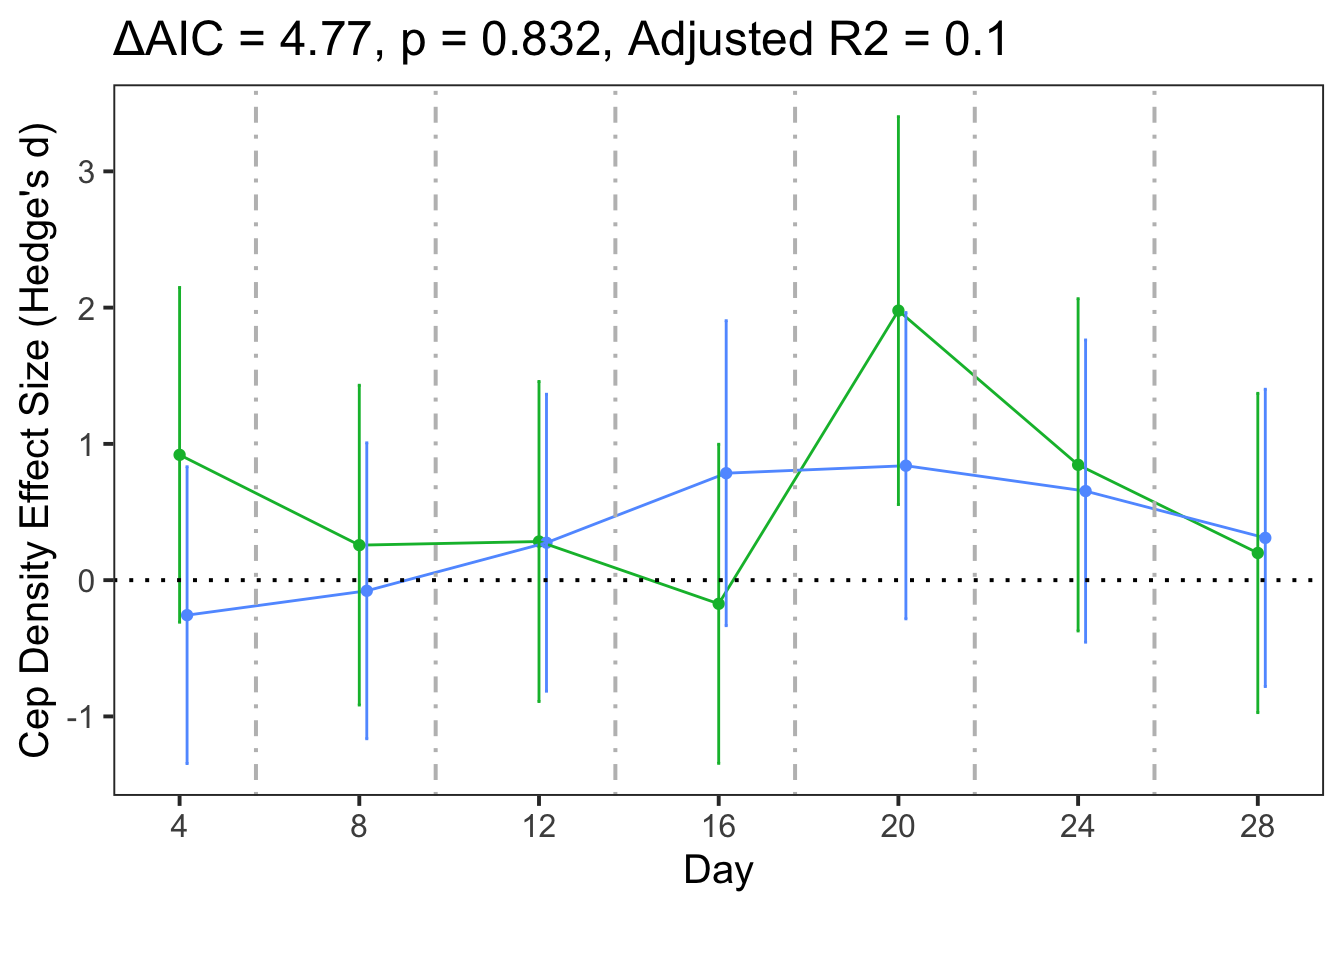 ΔAIC = 4.77, p = 0.832, Adjusted R2 = 0.1
Cep Density Effect Size (Hedge's d)
3
2
1
0
-1
4 8 12 16 20 24 28
Day